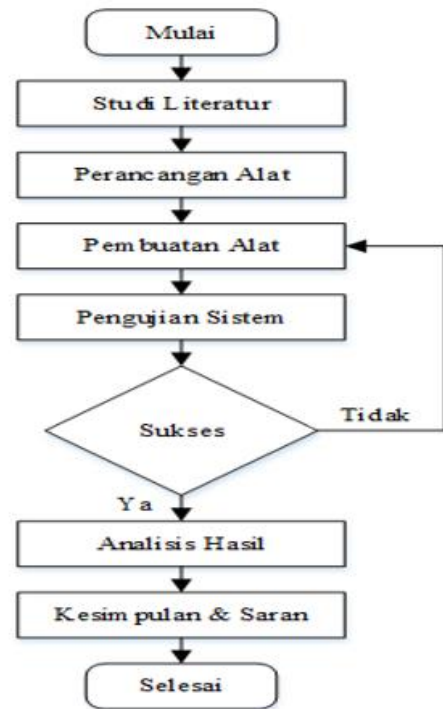 Mulai
Studi Literatur
Perancangan Alat
Pembuatan Alat
Pengujian Sistem
Sukses
Tidak
Ya
Analisis Hasil
Kesimpulan & Saran
Selesai